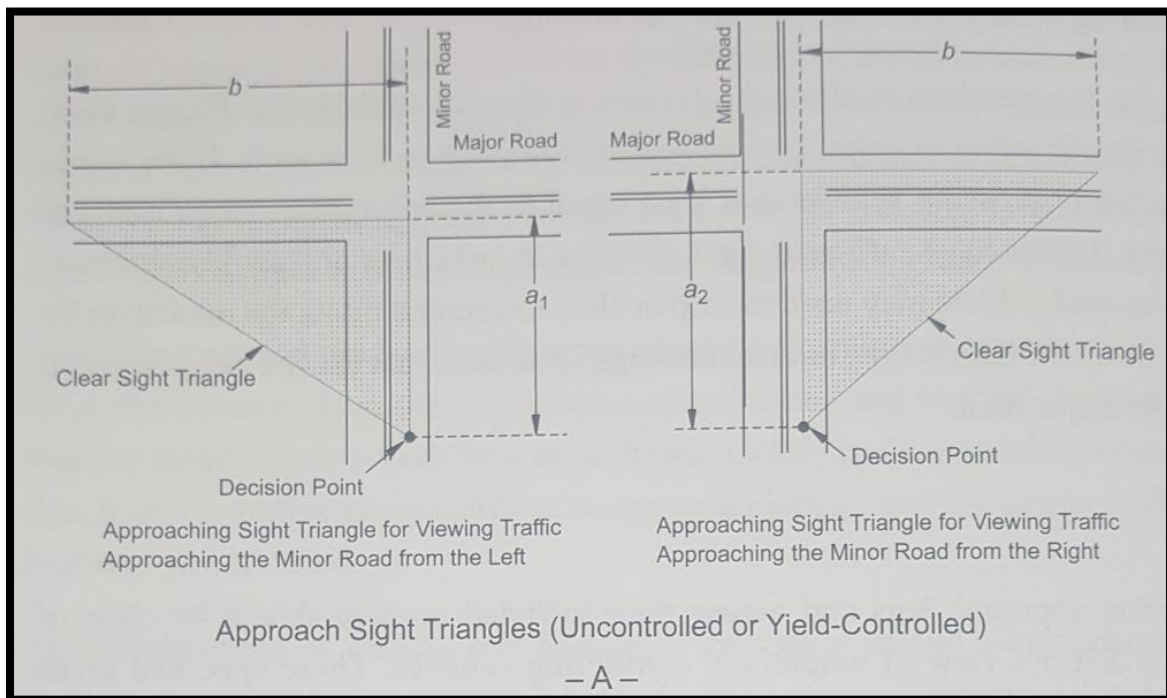 b
Minor Road
Major Road
a1
Clear Sight Triangle
Decision Point
Approaching Sight Triangle for Viewing Traffic
Approaching the Minor Road from the Left
b
Minor Road
Major Road
a2
Clear Sight Triangle
Decision Point
Approaching Sight Triangle for Viewing Traffic
Approaching the Minor Road from the Right
Approach Sight Triangles (Uncontrolled or Yield-Controlled)
– A –